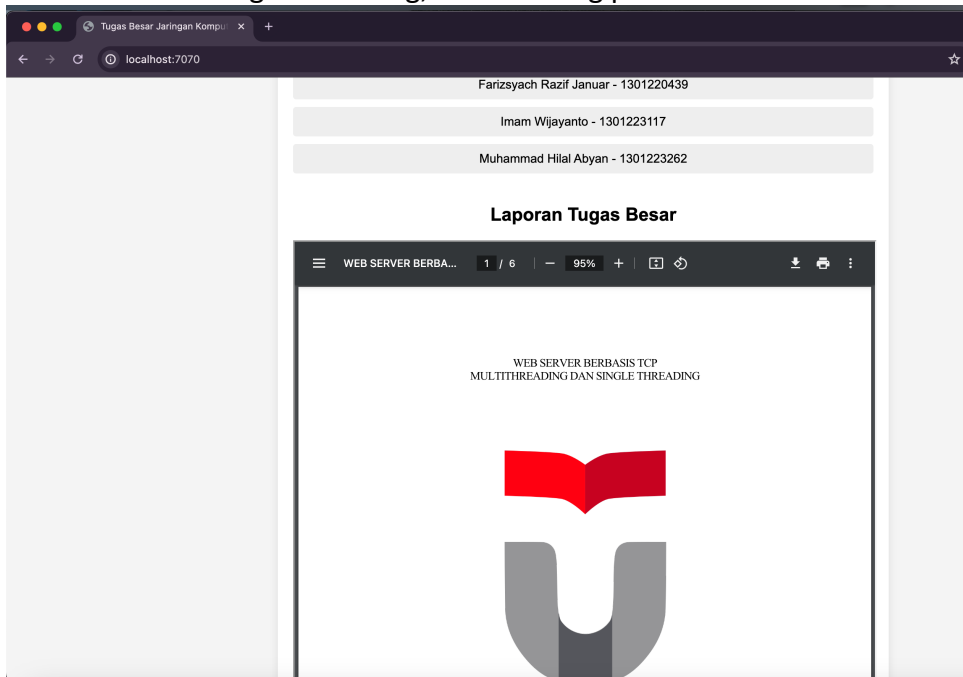 Tugas Besar Jaringan Kompu
localhost:7070
Farizsyach Razif Januar - 1301220439
Imam Wijayanto - 1301223117
Muhammad Hilal Abyan - 1301223262
Laporan Tugas Besar
WEB SERVER BERBA... 1 / 6 95%
WEB SERVER BERBASIS TCP
MULTITHREADING DAN SINGLE THREADING